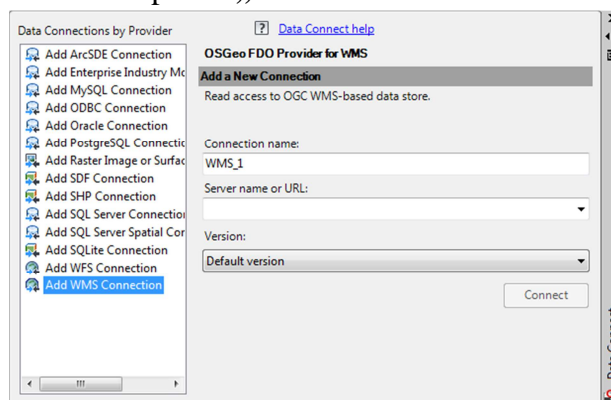 Data Connections by Provider
Add ArcSDE Connection
Add Enterprise Industry Mo
Add MySQL Connection
Add ODBC Connection
Add Oracle Connection
Add PostgreSQL Connectic
Add Raster Image or Surfac
Add SDF Connection
Add SHP Connection
Add SQL Server Connection
Add SQL Server Spatial Cor
Add SQLite Connection
Add WFS Connection
Add WMS Connection
? Data Connect help
OSGeo FDO Provider for WMS
Add a New Connection
Read access to OGC WMS-based data store.
Connection name:
WMS_1
Server name or URL:
Version:
Default version
Connect